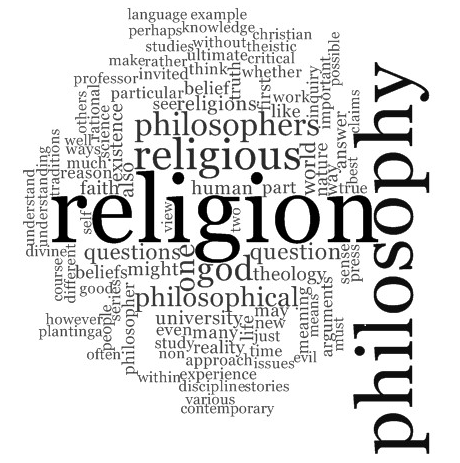 language example
perhaps knowledge
christian
studies without
theistic
make rather ultimate
critical
professor invited think truth whether
particular belief first
see religions work inquiry important possible
others science rational existence like
philosophers answer claims
well ways religious world nature way best
much also
reason
faith human part true
understand understanding traditions
religion
philosophy
self view two
divine questions one question sense press
course different beliefs might god theology
goods series philosophical meaning means arguments must
people philosopher university may
however even many life new
plantinga study reality just
often non approach time issues evil
within experience
discipline stories
various
contemporary